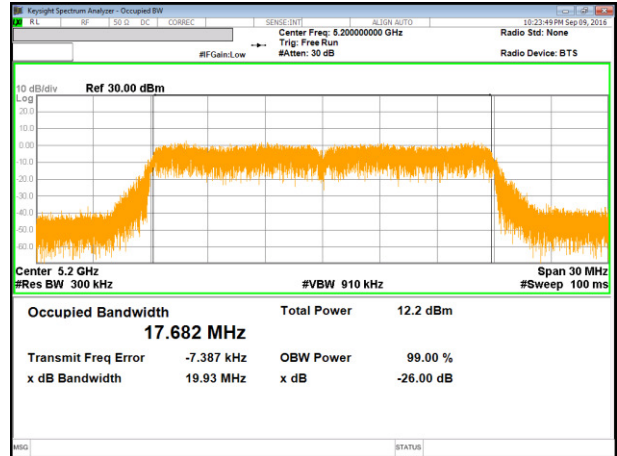 Keysight Spectrum Analyzer - Occupied BW
RL RF 50 Ω DC CORREC SENSE:INT ALIGN AUTO 10:23:49 PM Sep 09, 2016
Center Freq: 5.200000000 GHz Radio Std: None
Trig: Free Run
#IFGain:Low #Atten: 30 dB Radio Device: BTS
10 dB/div Ref 30.00 dBm
Log
20.0
10.0
0.00
-10.0
-20.0
-30.0
-40.0
-50.0
-60.0
Center 5.2 GHz Span 30 MHz
#Res BW 300 kHz #VBW 910 kHz #Sweep 100 ms
Occupied Bandwidth Total Power 12.2 dBm
17.682 MHz
Transmit Freq Error -7.387 kHz OBW Power 99.00 %
x dB Bandwidth 19.93 MHz x dB -26.00 dB
MSG STATUS